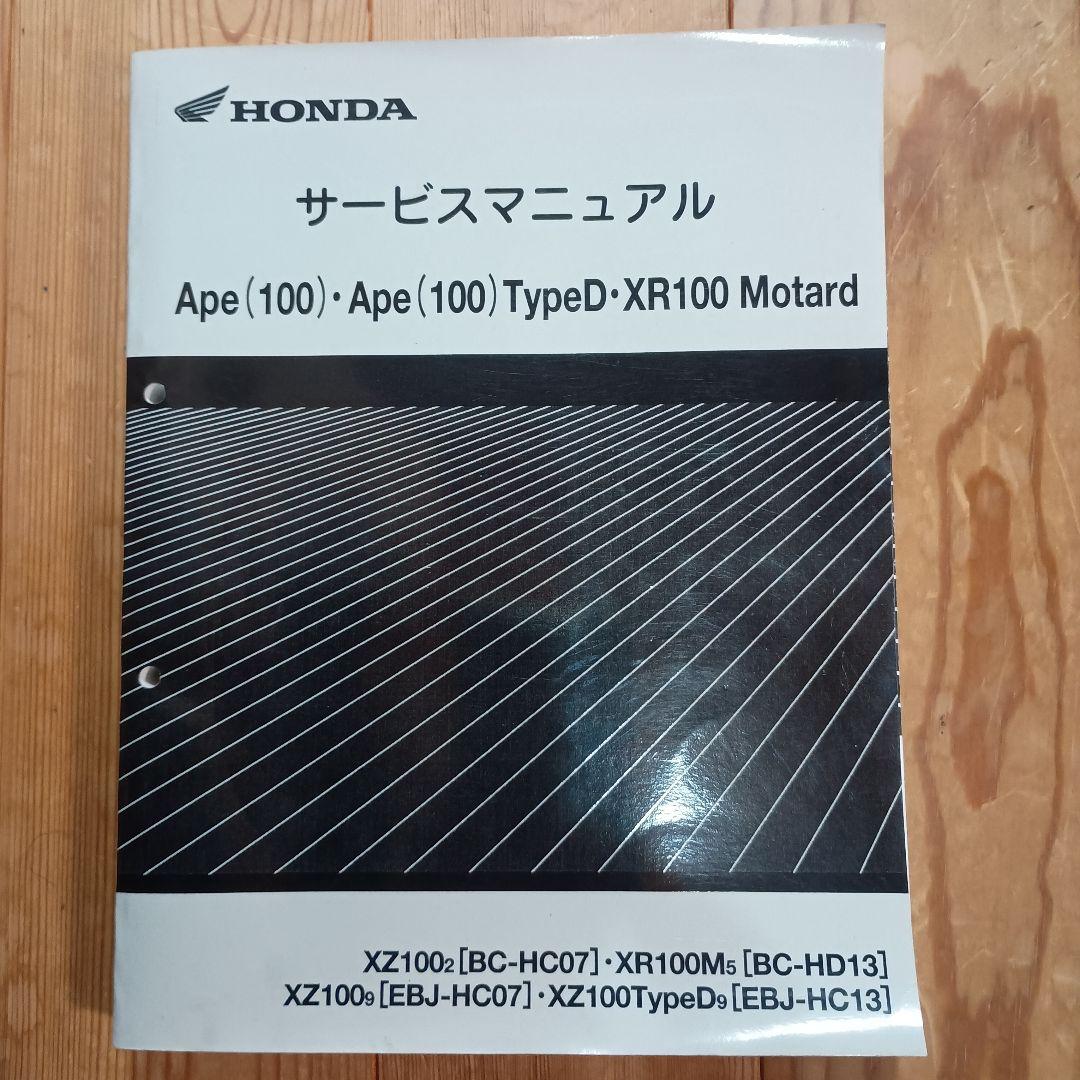 HONDA
サービスマニュアル
Ape(100)・Ape(100)TypeD・XR100 Motard
XZ1002[BC-HC07]・XR100M5[BC-HD13]
XZ1009[EBJ-HC07]・XZ100TypeD9[EBJ-HC13]